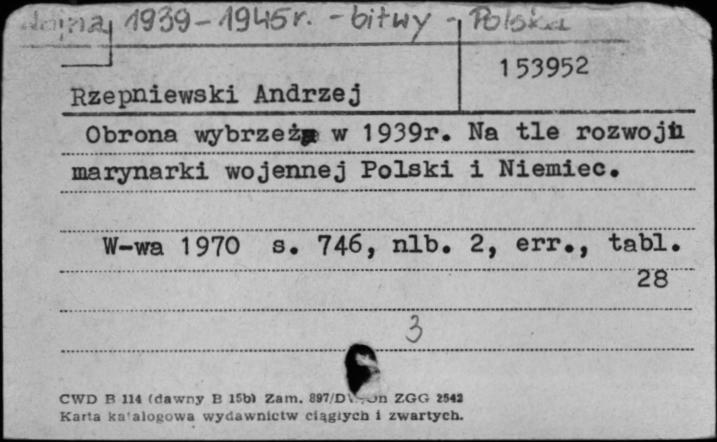 Wojna 1939-1945r. - bitwy - Polska
153952
Rzepniewski Andrzej
Obrona wybrzeża w 1939r. Na tle rozwoju
marynarki wojennej Polski i Niemiec.
W-wa 1970 s. 746, nlb. 2, err., tabl.
28
3
CWD B 114 (dawny B 15b) Zam. 897/D ZGG 2542
Karta katalogowa wydawnictw ciągłych i zwartych.